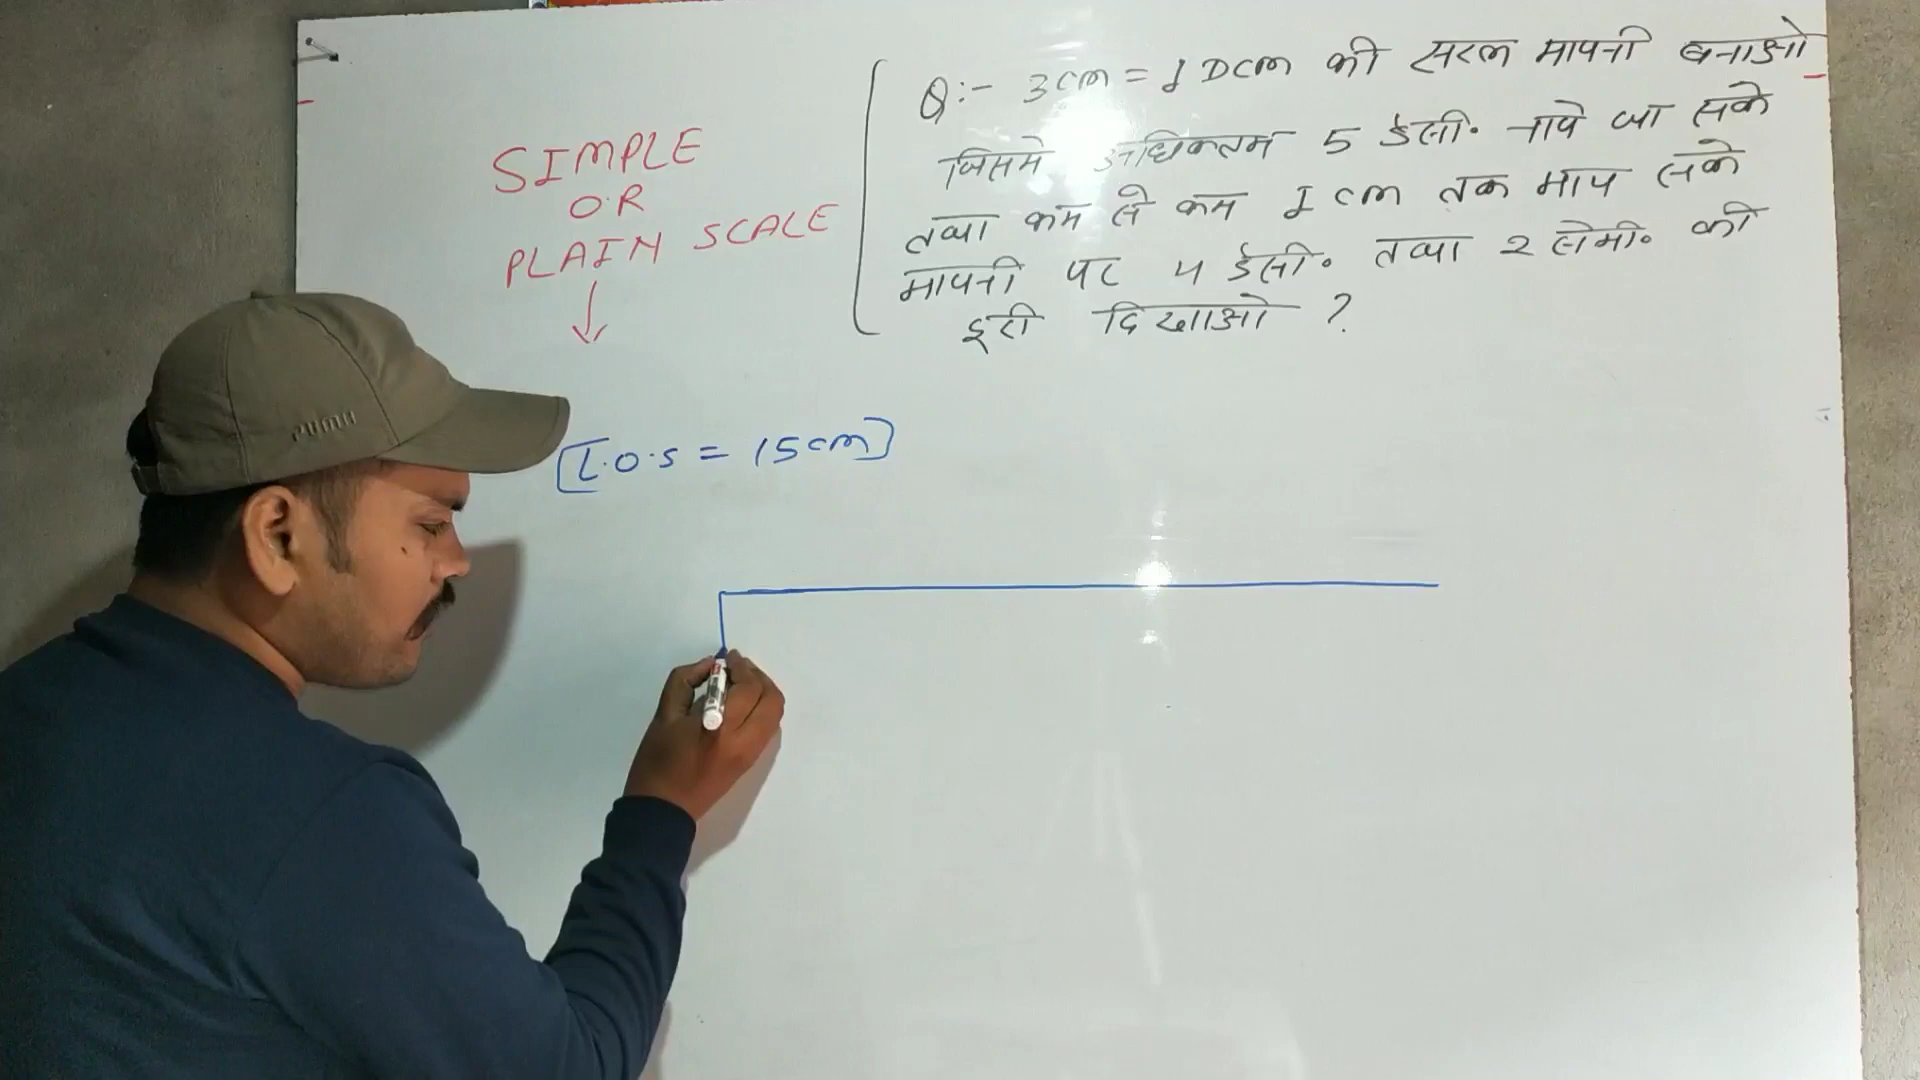 SIMPLE
OR
PLAIN SCALE
Q:- 3cm = 1 Dcm की सरल मापनी बनाओ
जिसमे अधिकतम 5 डेसी. नापे जा सके
तथा कम से कम 1 cm तक माप सके
मापनी पर 4 डेसी. तथा 2 सेमी. की
दूरी दिखाओ ?
[L.O.S = 15cm]
PUMA